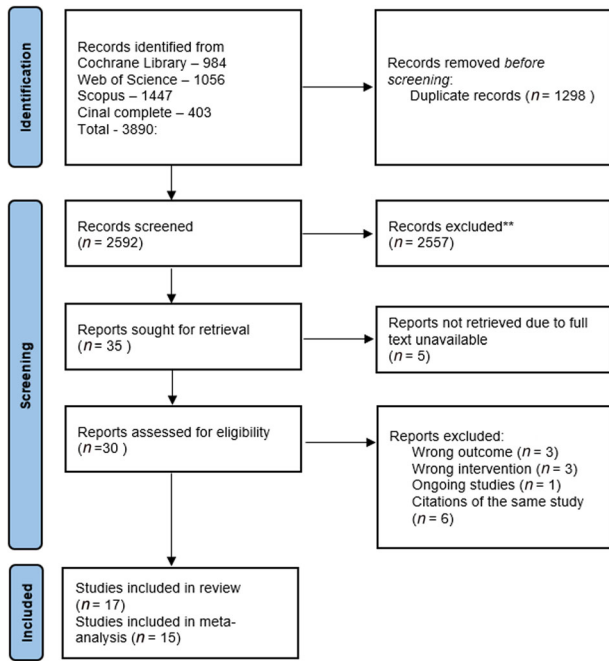 Identification
Records identified from
Cochrane Library – 984
Web of Science – 1056
Scopus – 1447
Cinal complete – 403
Total - 3890:
Records removed before
screening:
Duplicate records (n = 1298 )
Screening
Records screened
(n = 2592)
Records excluded**
(n = 2557)
Reports sought for retrieval
(n = 35 )
Reports not retrieved due to full
text unavailable
(n = 5)
Reports assessed for eligibility
(n =30 )
Reports excluded:
Wrong outcome (n = 3)
Wrong intervention (n = 3)
Ongoing studies (n = 1)
Citations of the same study
(n = 6)
Included
Studies included in review
(n = 17)
Studies included in meta-
analysis (n = 15)